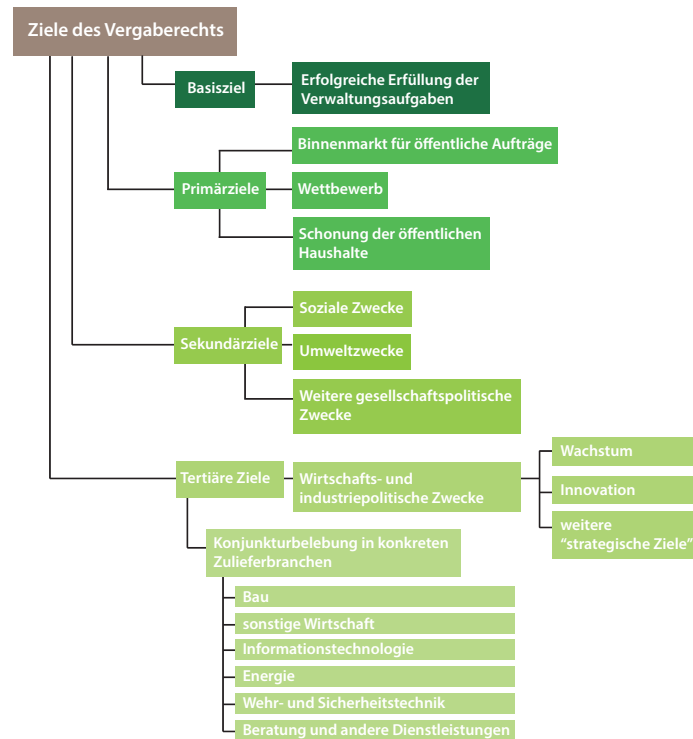 Ziele des Vergaberechts
Basisziel
Erfolgreiche Erfüllung der
Verwaltungsaufgaben
Primärziele
Binnenmarkt für öffentliche Aufträge
Wettbewerb
Schonung der öffentlichen
Haushalte
Sekundärziele
Soziale Zwecke
Umweltzwecke
Weitere gesellschaftspolitische
Zwecke
Tertiäre Ziele
Wirtschafts- und
industriepolitische Zwecke
Wachstum
Innovation
weitere
“strategische Ziele”
Konjunkturbelebung in konkreten
Zulieferbranchen
Bau
sonstige Wirtschaft
Informationstechnologie
Energie
Wehr- und Sicherheitstechnik
Beratung und andere Dienstleistungen